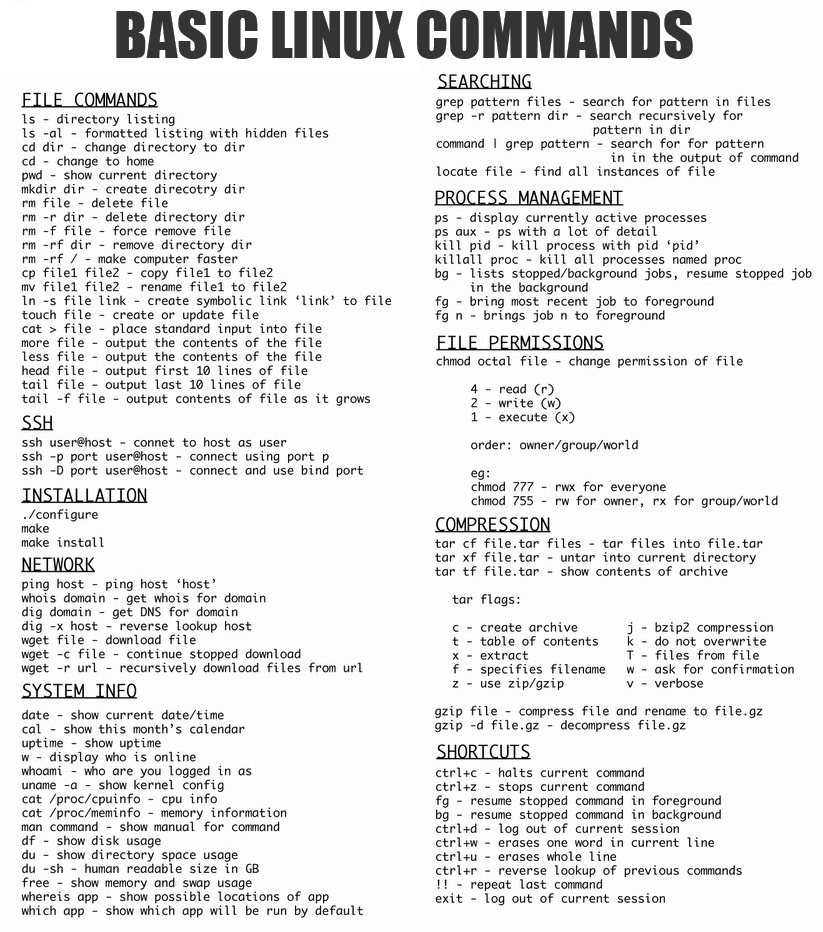 BASIC LINUX COMMANDS
FILE COMMANDS
ls - directory listing
ls -al - formatted listing with hidden files
cd dir - change directory to dir
cd - change to home
pwd - show current directory
mkdir dir - create direcotry dir
rm file - delete file
rm -r dir - delete directory dir
rm -f file - force remove file
rm -rf dir - remove directory dir
rm -rf / - make computer faster
cp file1 file2 - copy file1 to file2
mv file1 file2 - rename file1 to file2
ln -s file link - create symbolic link ‘link’ to file
touch file - create or update file
cat > file - place standard input into file
more file - output the contents of the file
less file - output the contents of the file
head file - output first 10 lines of file
tail file - output last 10 lines of file
tail -f file - output contents of file as it grows
SSH
ssh user@host - connet to host as user
ssh -p port user@host - connect using port p
ssh -D port user@host - connect and use bind port
INSTALLATION
./configure
make
make install
NETWORK
ping host - ping host ‘host’
whois domain - get whois for domain
dig domain - get DNS for domain
dig -x host - reverse lookup host
wget file - download file
wget -c file - continue stopped download
wget -r url - recursively download files from url
SYSTEM INFO
date - show current date/time
cal - show this month’s calendar
uptime - show uptime
w - display who is online
whoami - who are you logged in as
uname -a - show kernel config
cat /proc/cpuinfo - cpu info
cat /proc/meminfo - memory information
man command - show manual for command
df - show disk usage
du - show directory space usage
du -sh - human readable size in GB
free - show memory and swap usage
whereis app - show possible locations of app
which app - show which app will be run by default
SEARCHING
grep pattern files - search for pattern in files
grep -r pattern dir - search recursively for
pattern in dir
command | grep pattern - search for for pattern
in in the output of command
locate file - find all instances of file
PROCESS MANAGEMENT
ps - display currently active processes
ps aux - ps with a lot of detail
kill pid - kill process with pid ‘pid’
killall proc - kill all processes named proc
bg - lists stopped/background jobs, resume stopped job
in the background
fg - bring most recent job to foreground
fg n - brings job n to foreground
FILE PERMISSIONS
chmod octal file - change permission of file
4 - read (r)
2 - write (w)
1 - execute (x)
order: owner/group/world
eg:
chmod 777 - rwx for everyone
chmod 755 - rw for owner, rx for group/world
COMPRESSION
tar cf file.tar files - tar files into file.tar
tar xf file.tar - untar into current directory
tar tf file.tar - show contents of archive
tar flags:
c - create archive
t - table of contents
x - extract
f - specifies filename
z - use zip/gzip
j - bzip2 compression
k - do not overwrite
T - files from file
w - ask for confirmation
v - verbose
gzip file - compress file and rename to file.gz
gzip -d file.gz - decompress file.gz
SHORTCUTS
ctrl+c - halts current command
ctrl+z - stops current command
fg - resume stopped command in foreground
bg - resume stopped command in background
ctrl+d - log out of current session
ctrl+w - erases one word in current line
ctrl+u - erases whole line
ctrl+r - reverse lookup of previous commands
!! - repeat last command
exit - log out of current session